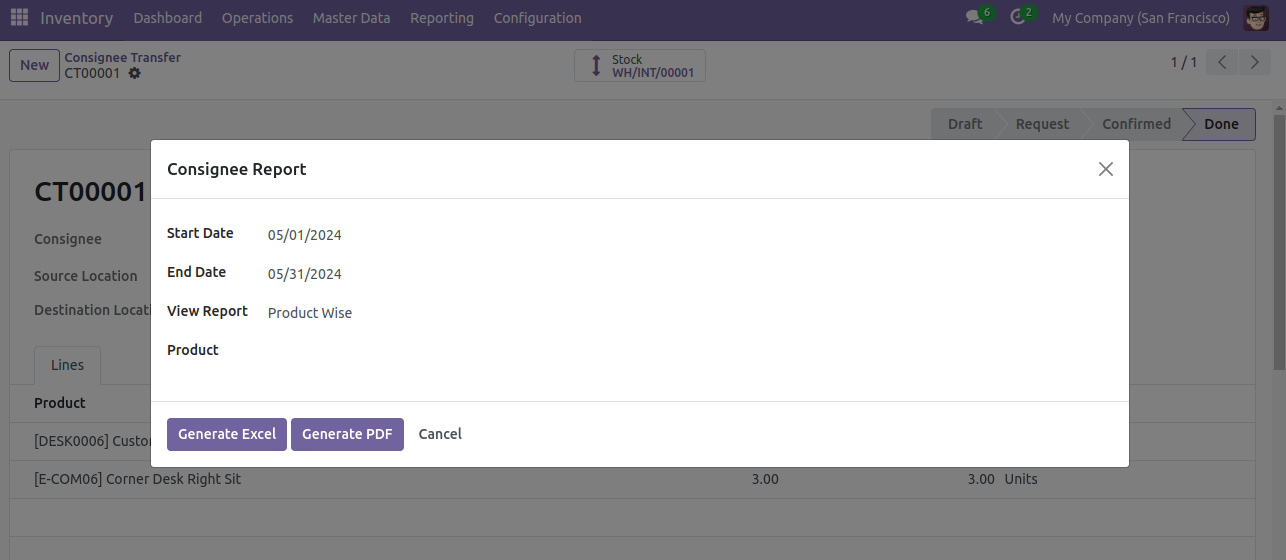 Inventory Dashboard Operations Master Data Reporting Configuration 6 2 My Company (San Francisco)
New Consignee Transfer
CT00001
Stock
WH/INT/00001
1 / 1
Draft Request Confirmed Done
Consignee Report
CT00001
Start Date 05/01/2024
Consignee
End Date 05/31/2024
Source Location
View Report Product Wise
Destination Locati
Product
Lines
Product
Generate Excel Generate PDF Cancel
[DESK0006] Custo
[E-COM06] Corner Desk Right Sit 3.00 3.00 Units